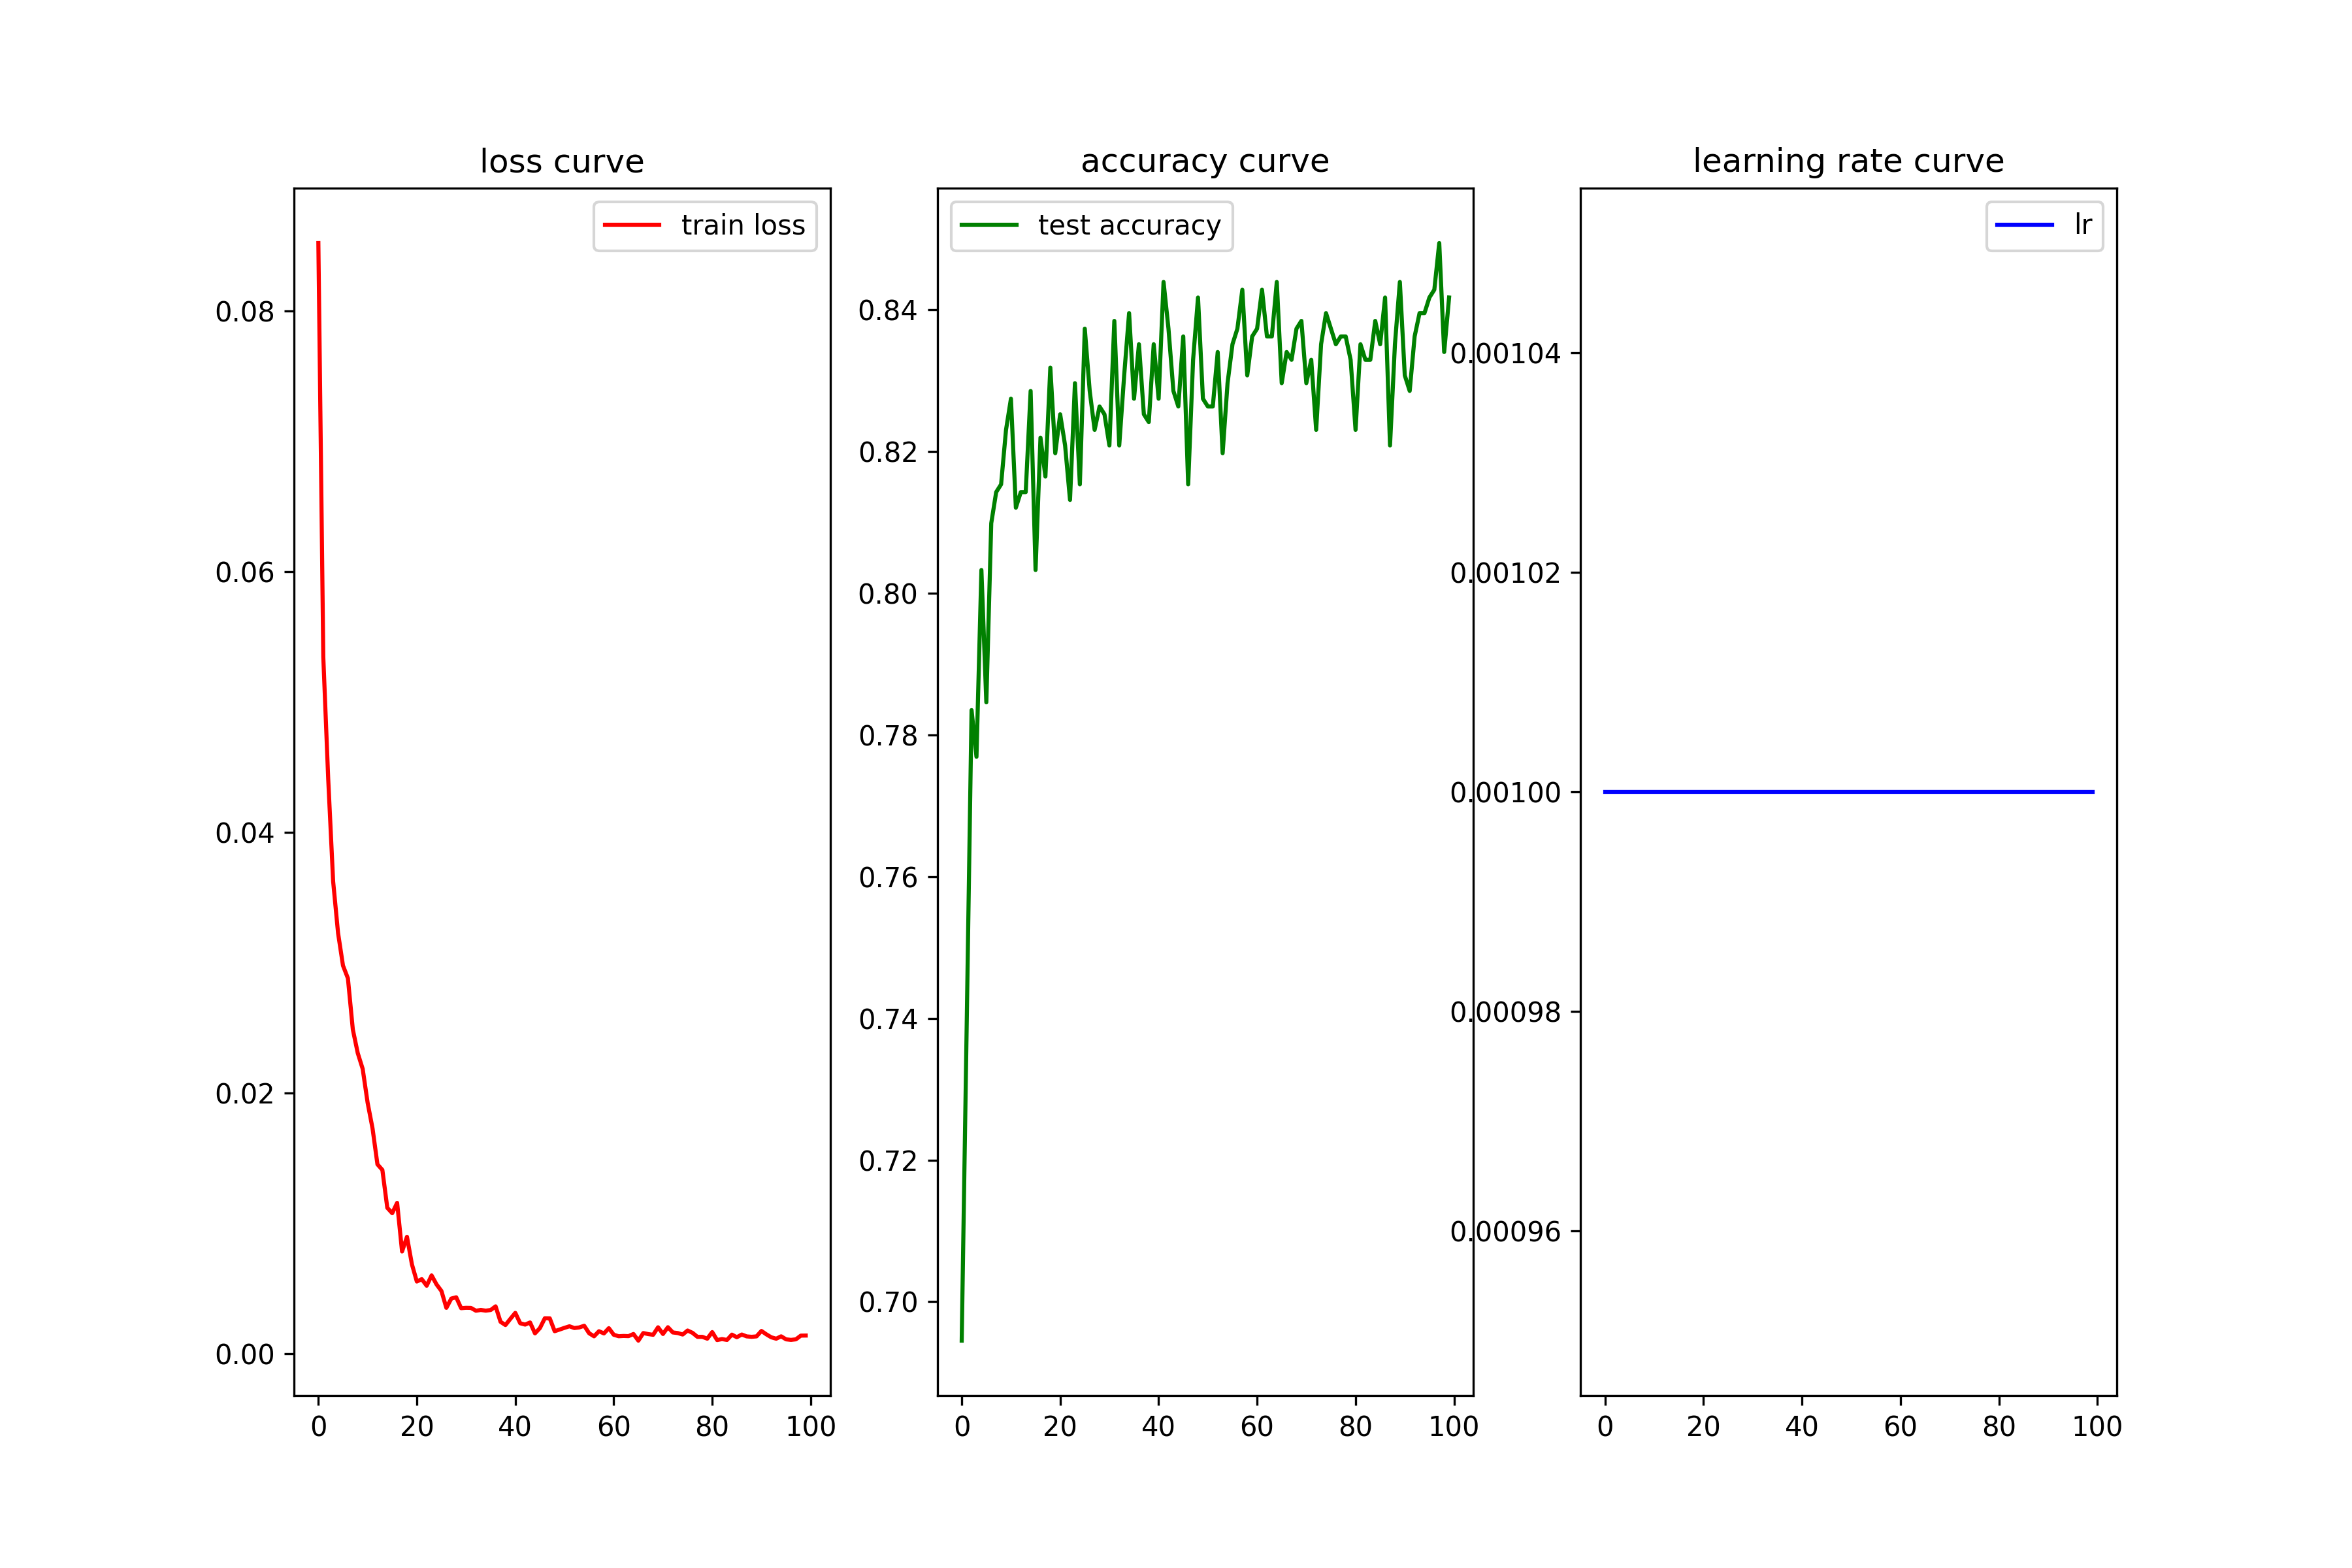 loss curve
train loss
0.08
0.06
0.04
0.02
0.00
0 20 40 60 80 100
accuracy curve
test accuracy
0.84
0.82
0.80
0.78
0.76
0.74
0.72
0.70
0 20 40 60 80 100
learning rate curve
lr
0.00104
0.00102
0.00100
0.00098
0.00096
0 20 40 60 80 100